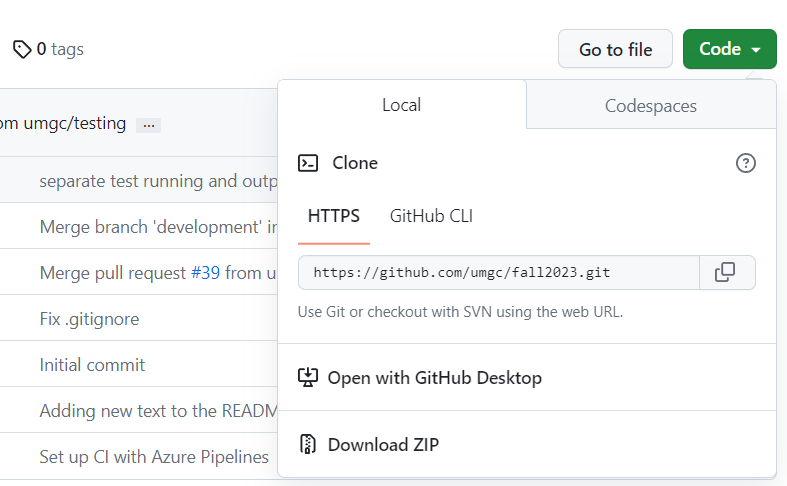 0 tags
Go to file
Code
om umgc/testing
...
Local
Codespaces
Clone
separate test running and outp
HTTPS
GitHub CLI
Merge branch 'development' in
Merge pull request #39 from u
https://github.com/umgc/fall2023.git
Use Git or checkout with SVN using the web URL.
Fix .gitignore
Initial commit
Open with GitHub Desktop
Adding new text to the README
Download ZIP
Set up CI with Azure Pipelines